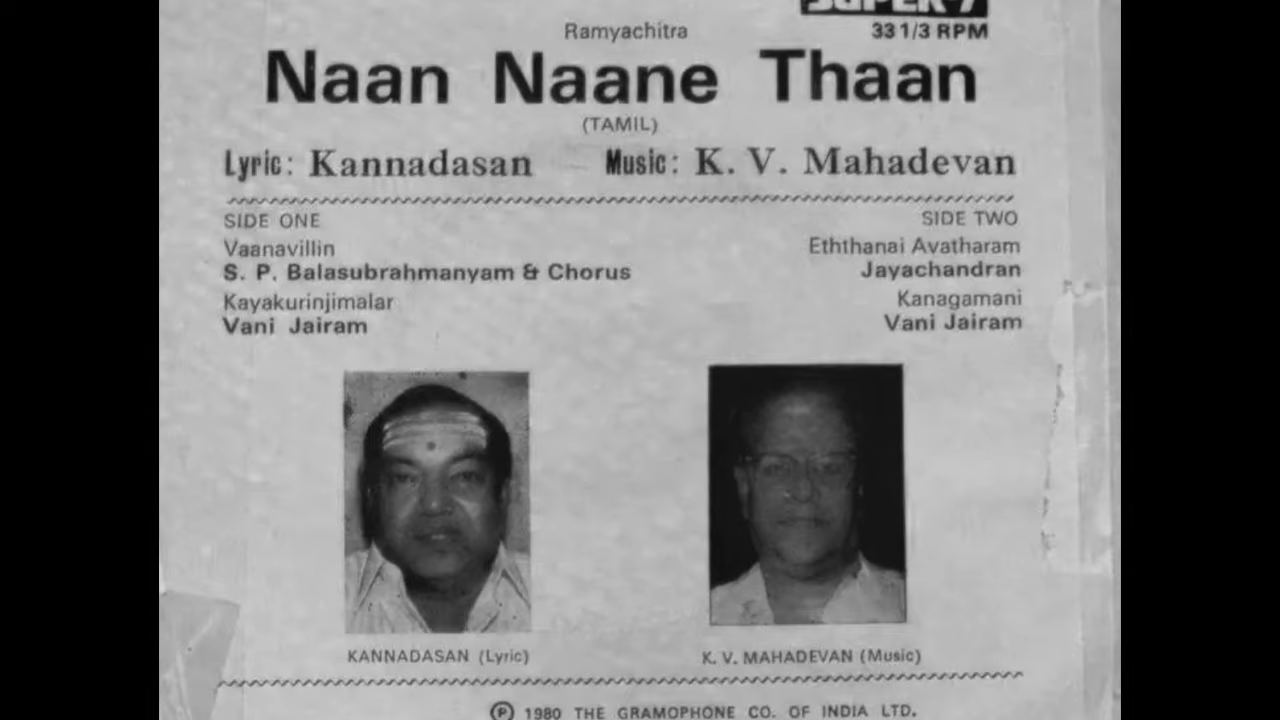 SUPER-7
Ramyachitra
33 1/3 RPM
Naan Naane Thaan
(TAMIL)
Lyric: Kannadasan Music: K. V. Mahadevan
SIDE ONE
Vaanavillin
S. P. Balasubrahmanyam & Chorus
Kayakurinjimalar
Vani Jairam
SIDE TWO
Eththanai Avatharam
Jayachandran
Kanagamani
Vani Jairam
KANNADASAN (Lyric)
K. V. MAHADEVAN (Music)
Ⓟ 1980 THE GRAMOPHONE CO. OF INDIA LTD.